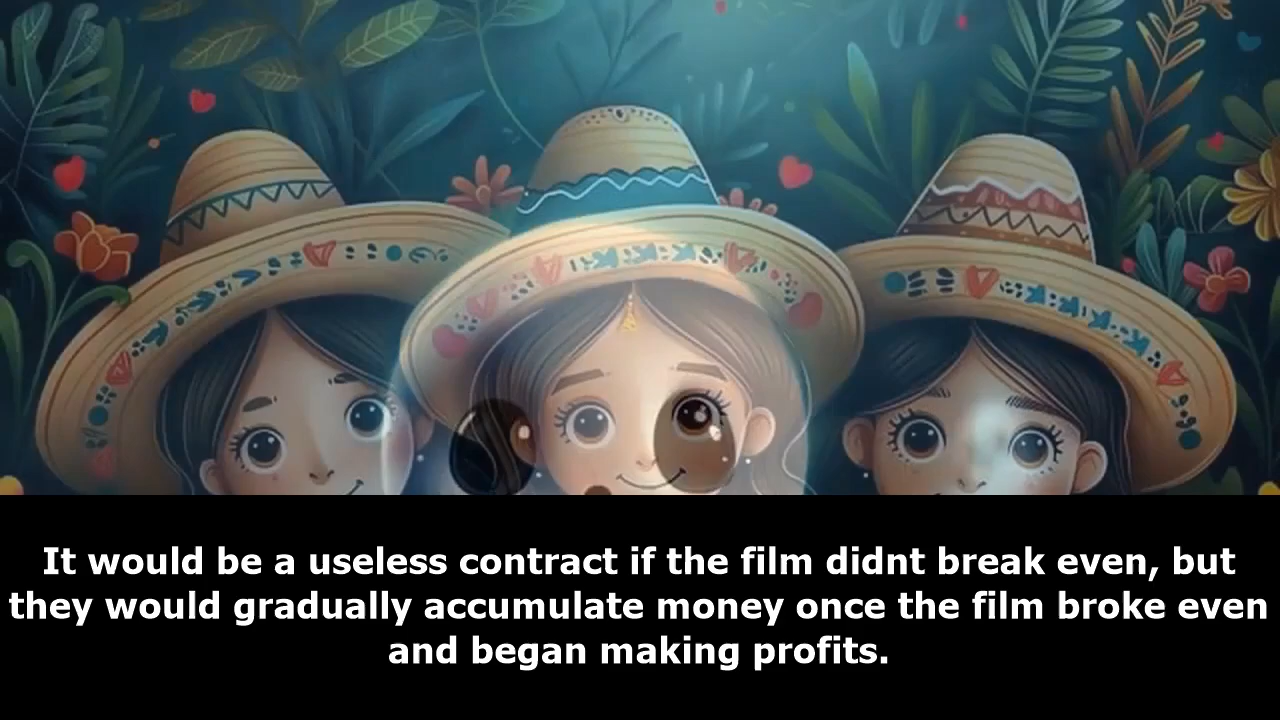 It would be a useless contract if the film didnt break even, but
they would gradually accumulate money once the film broke even
and began making profits.